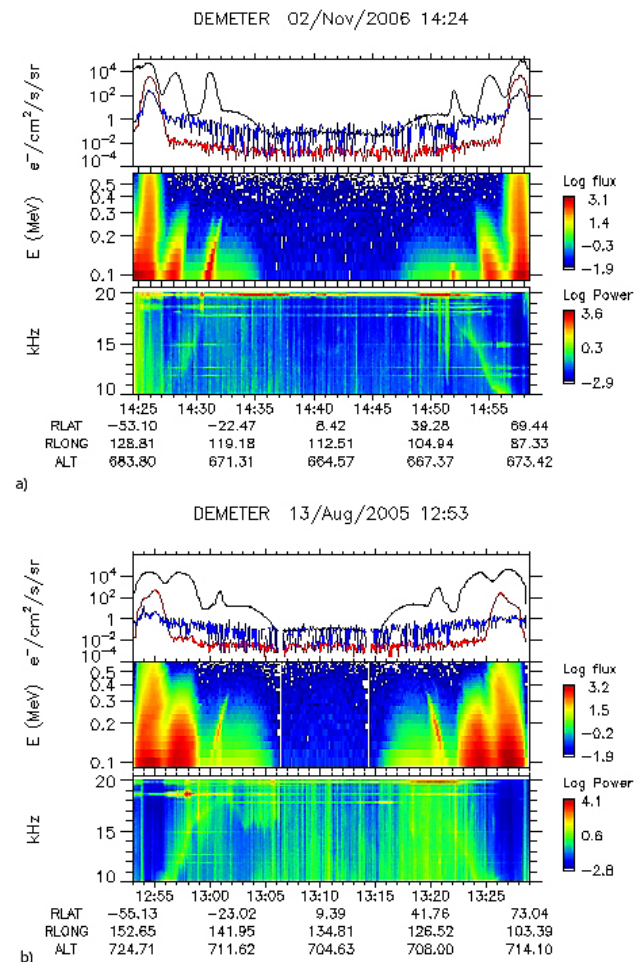 DEMETER 02/Nov/2006 14:24
10⁴
10²
1
10⁻²
10⁻⁴
e⁻/cm²/s/sr
0.5
0.4
0.3
0.2
0.1
E (MeV)
Log flux
3.1
1.4
−0.3
−1.9
20
15
10
kHz
Log Power
3.6
0.3
−2.9
14:25 14:30 14:35 14:40 14:45 14:50 14:55
RLAT −53.10 −22.47 8.42 39.28 69.44
RLONG 128.81 119.18 112.51 104.94 87.33
ALT 683.80 671.31 664.57 667.37 673.42
a)
DEMETER 13/Aug/2005 12:53
10⁴
10²
1
10⁻²
10⁻⁴
e⁻/cm²/s/sr
0.5
0.4
0.3
0.2
0.1
E (MeV)
Log flux
3.2
1.5
−0.2
−1.9
20
15
10
kHz
Log Power
4.1
0.6
−2.8
12:55 13:00 13:05 13:10 13:15 13:20 13:25
RLAT −55.13 −23.02 9.39 41.76 73.04
RLONG 152.65 141.95 134.81 126.52 103.39
ALT 724.71 711.62 704.63 708.00 714.10
b)